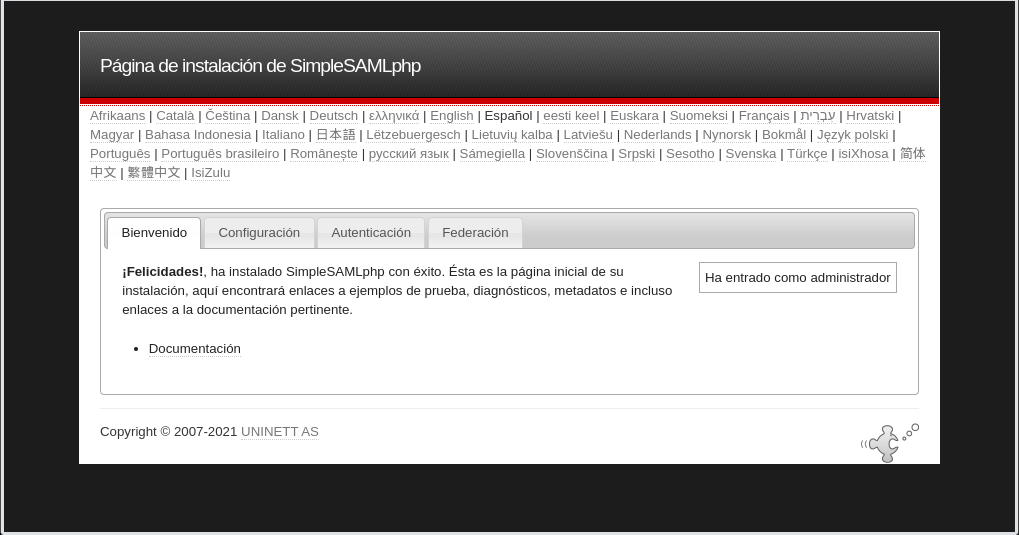 Página de instalación de SimpleSAMLphp
Afrikaans | Català | Čeština | Dansk | Deutsch | ελληνικά | English | Español | eesti keel | Euskara | Suomeksi | Français | עִבְרִית | Hrvatski |
Magyar | Bahasa Indonesia | Italiano | 日本語 | Lëtzebuergesch | Lietuvių kalba | Latviešu | Nederlands | Nynorsk | Bokmål | Język polski |
Português | Português brasileiro | Românește | русский язык | Sámegiella | Slovenščina | Srpski | Sesotho | Svenska | Türkçe | isiXhosa | 简体
中文 | 繁體中文 | IsiZulu
Bienvenido Configuración Autenticación Federación
¡Felicidades!, ha instalado SimpleSAMLphp con éxito. Ésta es la página inicial de su
instalación, aquí encontrará enlaces a ejemplos de prueba, diagnósticos, metadatos e incluso
enlaces a la documentación pertinente.
Ha entrado como administrador
Documentación
Copyright © 2007-2021 UNINETT AS